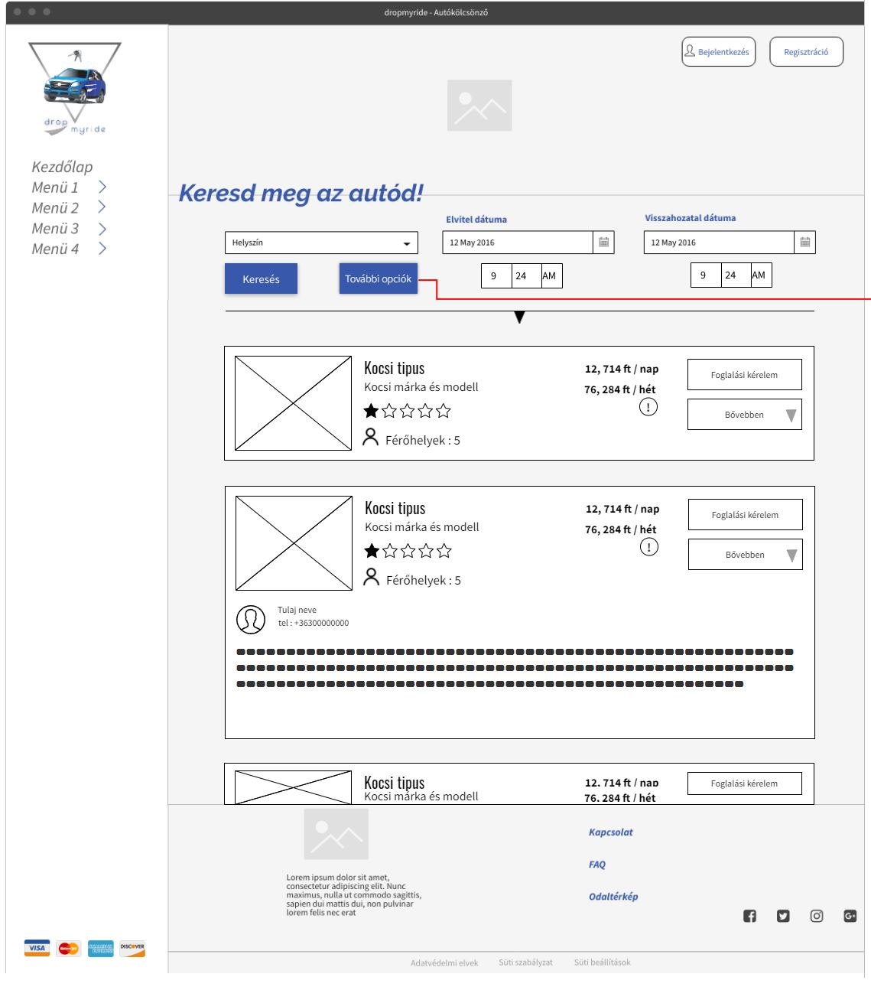 dropmyride - Autókölcsönző
Bejelentkezés
Regisztráció
drop
myride
Kezdőlap
Menü 1
Menü 2
Menü 3
Menü 4
Keresd meg az autód!
Elvitel dátuma
Visszahozatal dátuma
Helyszín
12 May 2016
12 May 2016
Keresés
További opciók
9 24 AM
9 24 AM
Kocsi tipus
Kocsi márka és modell
Férőhelyek : 5
12, 714 ft / nap
76, 284 ft / hét
!
Foglalási kérelem
Bővebben
Kocsi tipus
Kocsi márka és modell
Férőhelyek : 5
12, 714 ft / nap
76, 284 ft / hét
!
Foglalási kérelem
Bővebben
Tulaj neve
tel : +36300000000
Kocsi tipus
Kocsi márka és modell
12, 714 ft / nap
76, 284 ft / hét
Foglalási kérelem
Lorem ipsum dolor sit amet,
consectetur adipiscing elit. Nunc
maximus, nulla ut commodo sagittis,
sapien dui mattis dui, non pulvinar
lorem felis nec erat
Kapcsolat
FAQ
Odaltérkép
VISA
MasterCard
AMERICAN EXPRESS
DISCOVER
Adatvédelmi elvek
Süti szabályzat
Süti beállítások